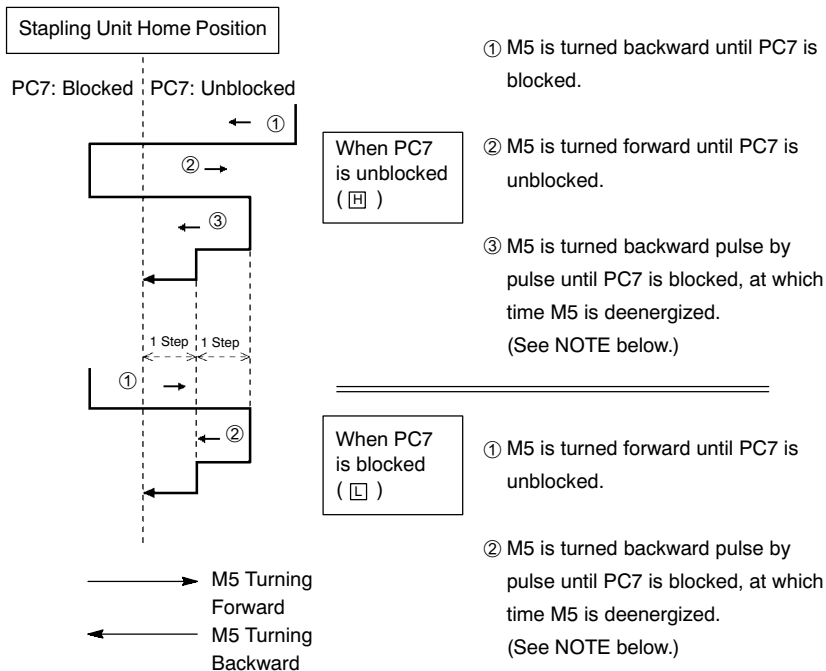 Stapling Unit Home Position
PC7: Blocked PC7: Unblocked
①
②
③
1 Step 1 Step
①
②
M5 Turning
Forward
M5 Turning
Backward
When PC7
is unblocked
( H )
① M5 is turned backward until PC7 is
blocked.
② M5 is turned forward until PC7 is
unblocked.
③ M5 is turned backward pulse by
pulse until PC7 is blocked, at which
time M5 is deenergized.
(See NOTE below.)
When PC7
is blocked
( L )
① M5 is turned forward until PC7 is
unblocked.
② M5 is turned backward pulse by
pulse until PC7 is blocked, at which
time M5 is deenergized.
(See NOTE below.)